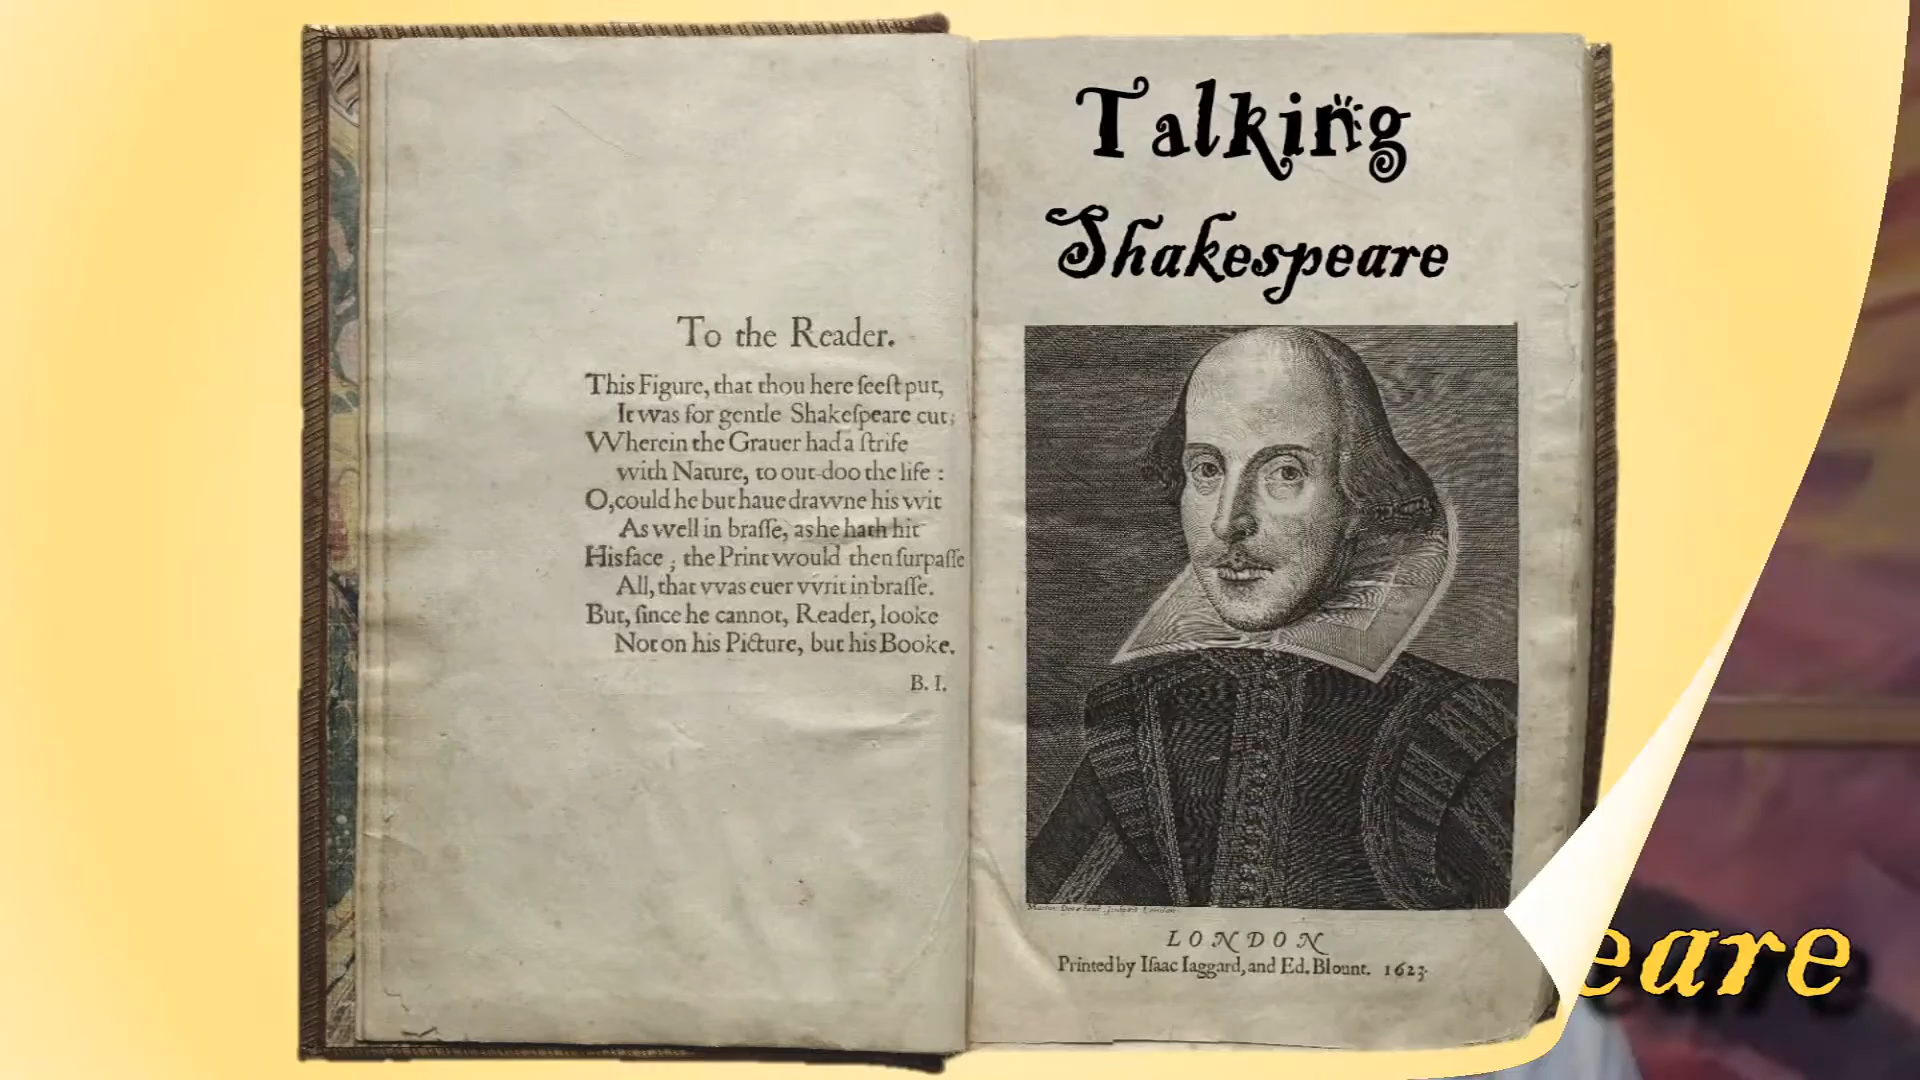 To the Reader.
This Figure, that thou here ſeeſt put,
It was for gentle Shakeſpeare cut;
Wherein the Grauer had a ſtrife
with Nature, to out-doo the life :
O, could he but haue drawne his wit
As well in braſſe, as he hath hit
His face ; the Print would then ſurpaſſe
All, that vvas euer vvrit in braſſe.
But, ſince he cannot, Reader, looke
Not on his Picture, but his Booke.
B. I.
Talking
Shakespeare
LONDON
Printed by Iſaac Iaggard, and Ed. Blount. 1623.
eare